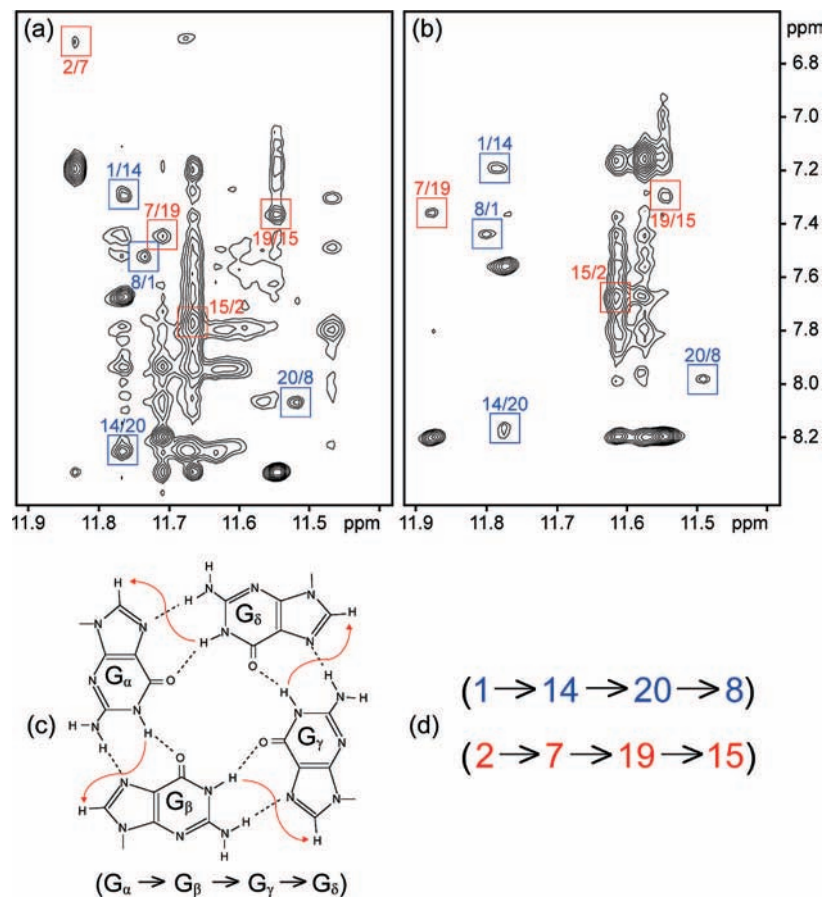 (a)
2/7
1/14
7/19
8/1
19/15
15/2
20/8
14/20
11.9 11.8 11.7 11.6 11.5 ppm
(b)
1/14
7/19
8/1
19/15
15/2
20/8
14/20
11.9 11.8 11.7 11.6 11.5 ppm
ppm
6.8
7.0
7.2
7.4
7.6
7.8
8.0
8.2
(c)
H
N
H
H
N
N
N
N
H
N
H
O
Gδ
Gα
N
N
O
N
N
H
H
N
H
H
H
N
H
N
H
O
Gγ
N
N
N
H
O
N
H
Gβ
N
N
N
H
N
H
H
(Gα → Gβ → Gγ → Gδ)
(d)
(1 → 14 → 20 → 8)
(2 → 7 → 19 → 15)